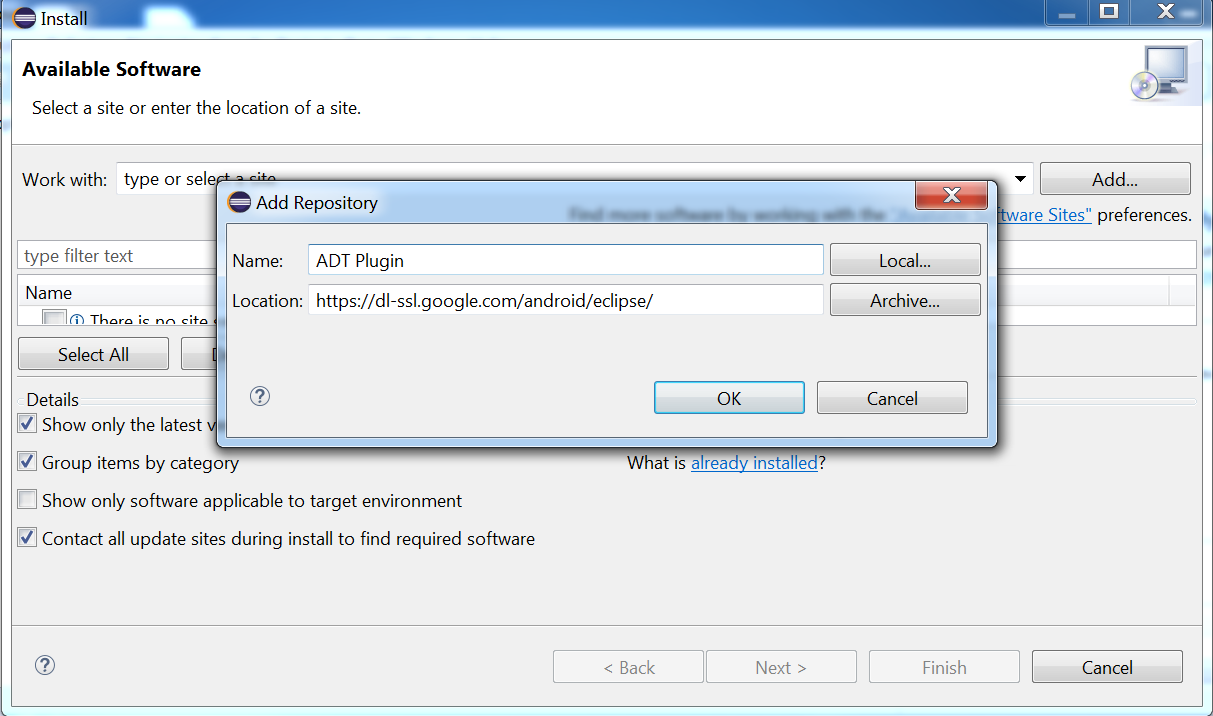 Install
Available Software
Select a site or enter the location of a site.
Work with: type or select a site Add...
Find more software by working with the "Available Software Sites" preferences.
Add Repository
Name: ADT Plugin Local...
Location: https://dl-ssl.google.com/android/eclipse/ Archive...
? OK Cancel
type filter text
Name
There is no site
Select All
Details
Show only the latest
Group items by category What is already installed?
Show only software applicable to target environment
Contact all update sites during install to find required software
? < Back Next > Finish Cancel